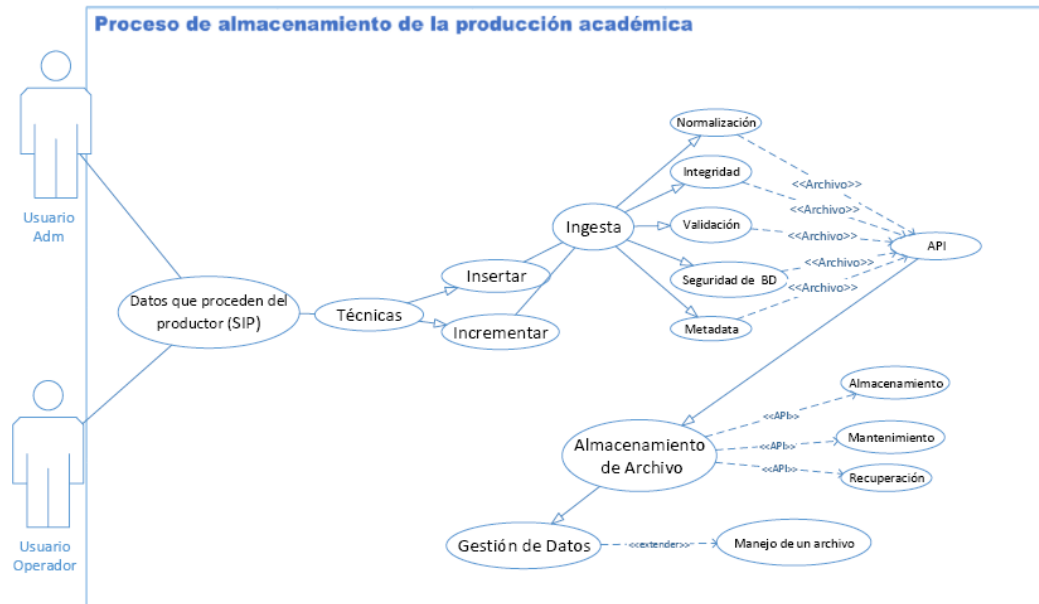 Proceso de almacenamiento de la producción académica
Usuario
Adm
Datos que proceden del
productor (SIP)
Técnicas
Insertar
Incrementar
Ingesta
Normalización
Integridad
Validación
Seguridad de BD
Metadata
<<Archivo>>
<<Archivo>>
<<Archivo>>
<<Archivo>>
<<Archivo>>
API
Almacenamiento
de Archivo
<<API>>
<<API>>
<<API>>
Almacenamiento
Mantenimiento
Recuperación
Usuario
Operador
Gestión de Datos
<<extender>>
Manejo de un archivo